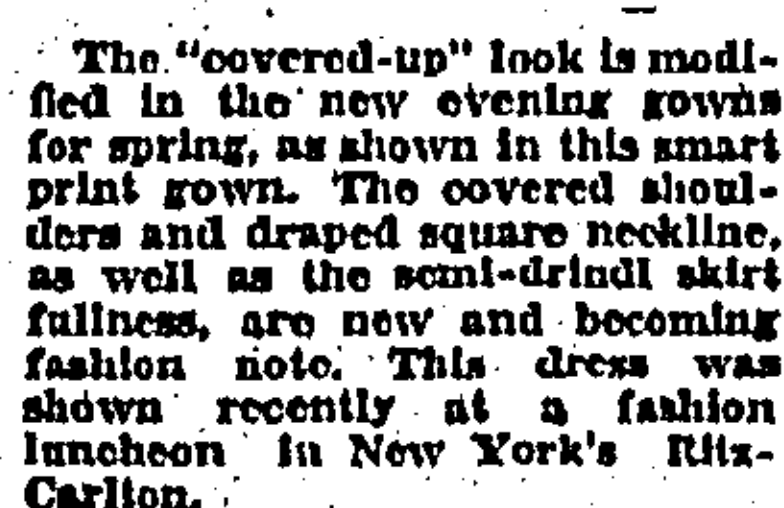 The "covered-up" look is modi-
fied in the new evening gowns
for spring, as shown in this smart
print gown. The covered shoul-
ders and draped square neckline,
as well as the semi-drindl skirt
fullness, are new and becoming
fashion note. This dress was
shown recently at a fashion
luncheon in New York's Ritz-
Carlton.